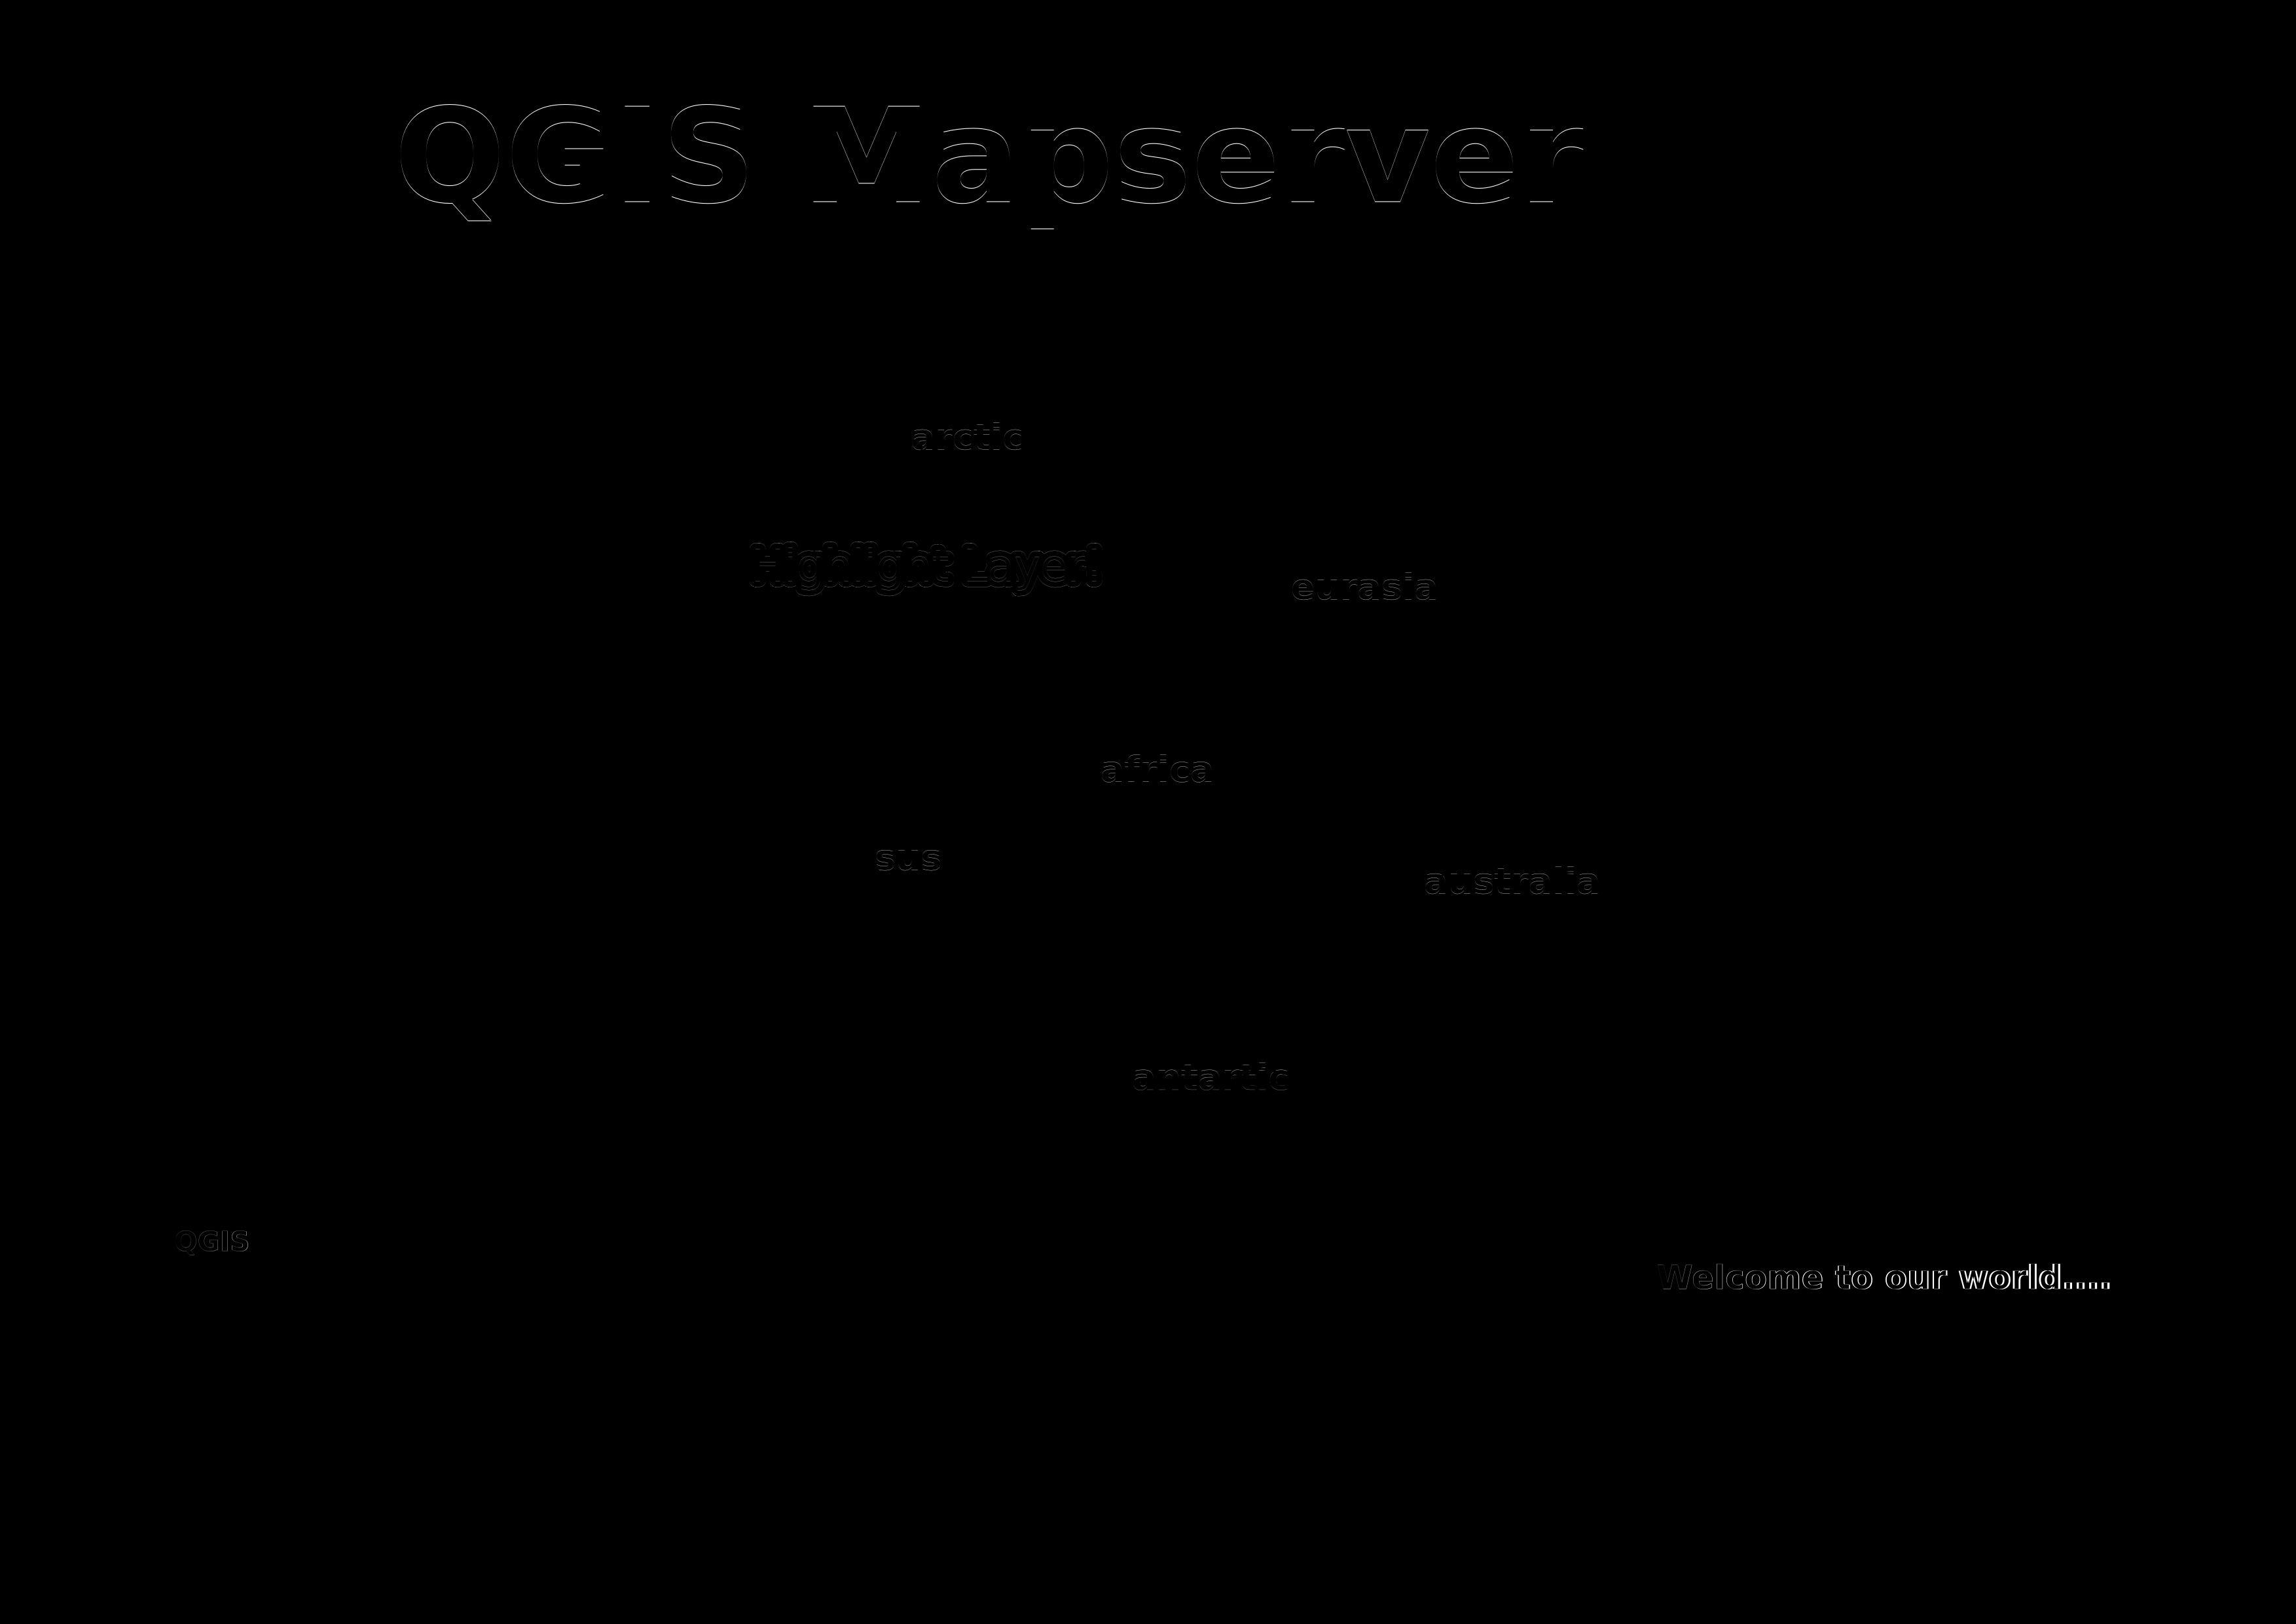 QGIS Mapserver
arctic
Highlight Layer!
eurasia
africa
sus
australia
antartic
QGIS
Welcome to our world.....